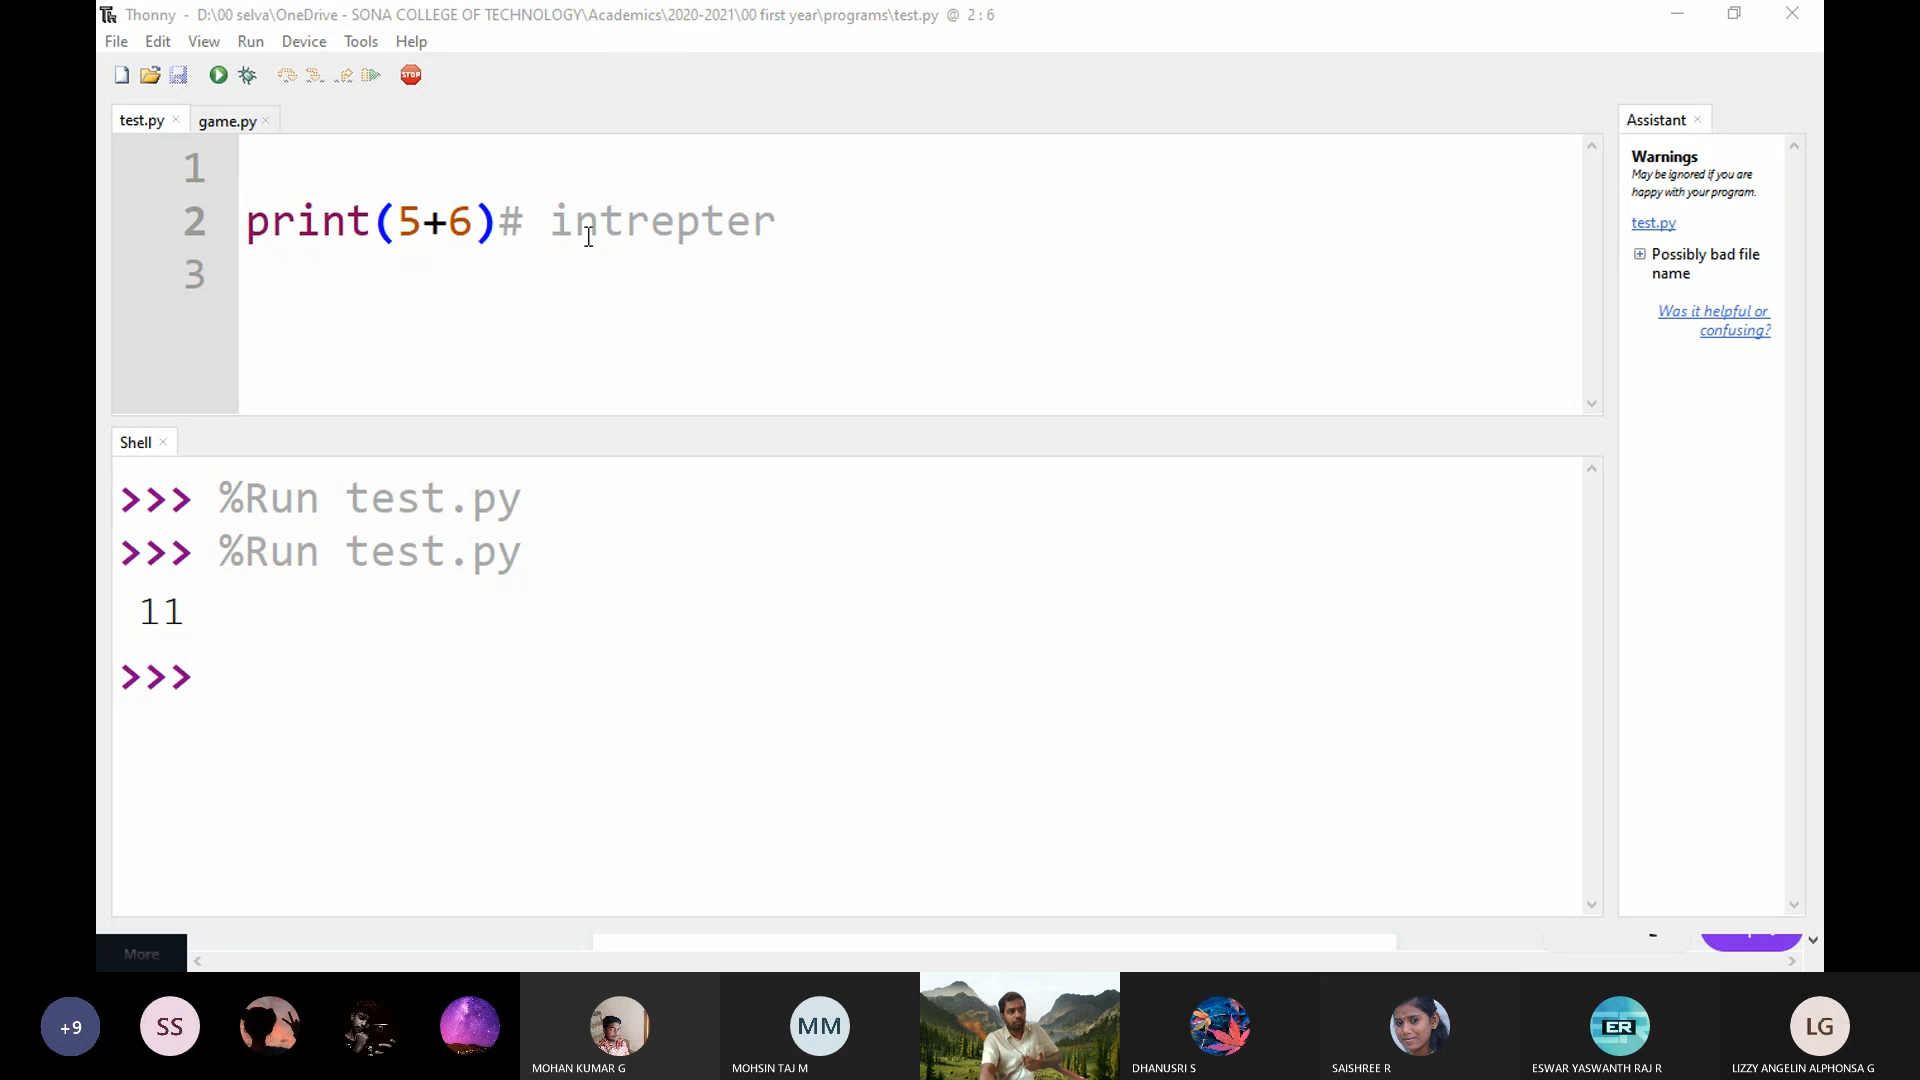 Thonny - D:\00 selva\OneDrive - SONA COLLEGE OF TECHNOLOGY\Academics\2020-2021\00 first year\programs\test.py @ 2:6
File Edit View Run Device Tools Help
STOP
test.py × game.py ×
1
2 print(5+6)# intrepter
3
Assistant ×
Warnings
May be ignored if you are
happy with your program.
test.py
Possibly bad file
name
Was it helpful or
confusing?
Shell ×
>>> %Run test.py
>>> %Run test.py
11
>>>
More
+9
SS
MOHAN KUMAR G
MM
MOHSIN TAJ M
DHANUSRI S
SAISHREE R
ER
ESWAR YASWANTH RAJ R
LG
LIZZY ANGELIN ALPHONSA G